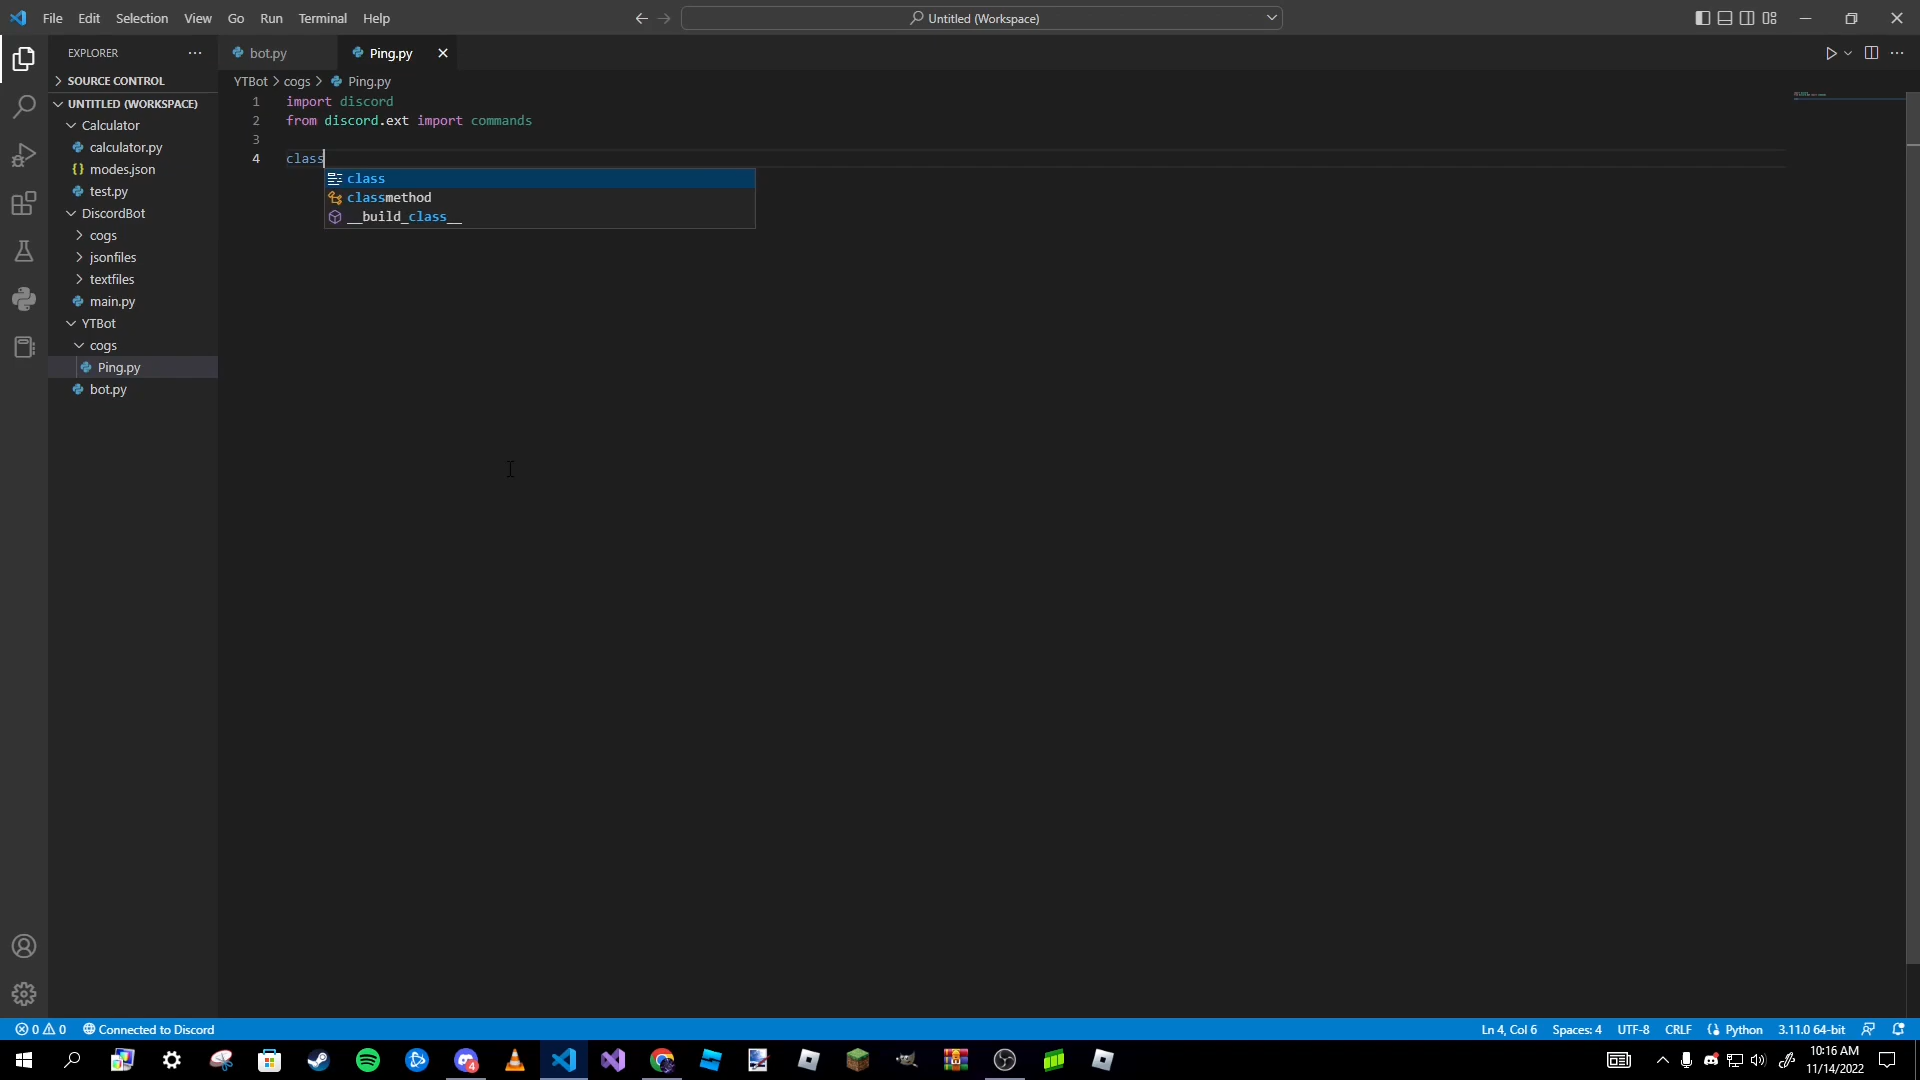 File Edit Selection View Go Run Terminal Help
Untitled (Workspace)
EXPLORER
bot.py
Ping.py
SOURCE CONTROL
UNTITLED (WORKSPACE)
Calculator
calculator.py
{} modes.json
test.py
DiscordBot
cogs
jsonfiles
textfiles
main.py
YTBot
cogs
Ping.py
bot.py
YTBot > cogs > Ping.py
1 import discord
2 from discord.ext import commands
3
4 class
class
classmethod
__build_class__
0 0 Connected to Discord
Ln 4, Col 6 Spaces: 4 UTF-8 CRLF Python 3.11.0 64-bit
4
10:16 AM
11/14/2022